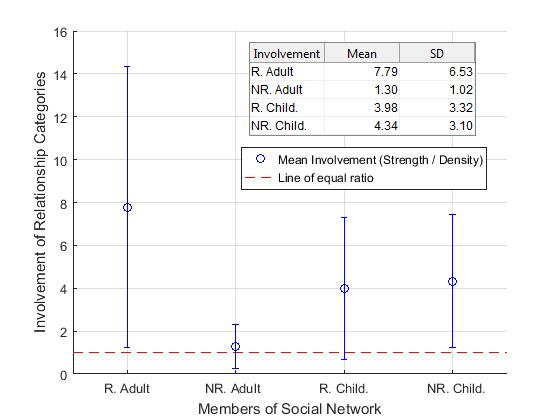 16
14
12
10
8
6
4
2
0
Involvement of Relationship Categories
Involvement Mean SD
R. Adult 7.79 6.53
NR. Adult 1.30 1.02
R. Child. 3.98 3.32
NR. Child. 4.34 3.10
Mean Involvement (Strength / Density)
Line of equal ratio
R. Adult NR. Adult R. Child. NR. Child.
Members of Social Network